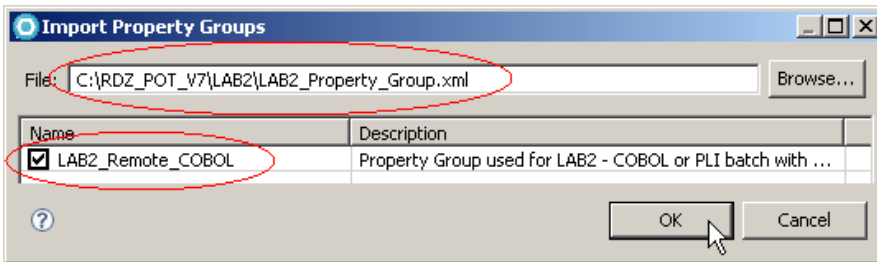 Import Property Groups
File: C:\RDZ_POT_V7\LAB2\LAB2_Property_Group.xml Browse...
Name Description
LAB2_Remote_COBOL Property Group used for LAB2 - COBOL or PLI batch with ...
? OK Cancel